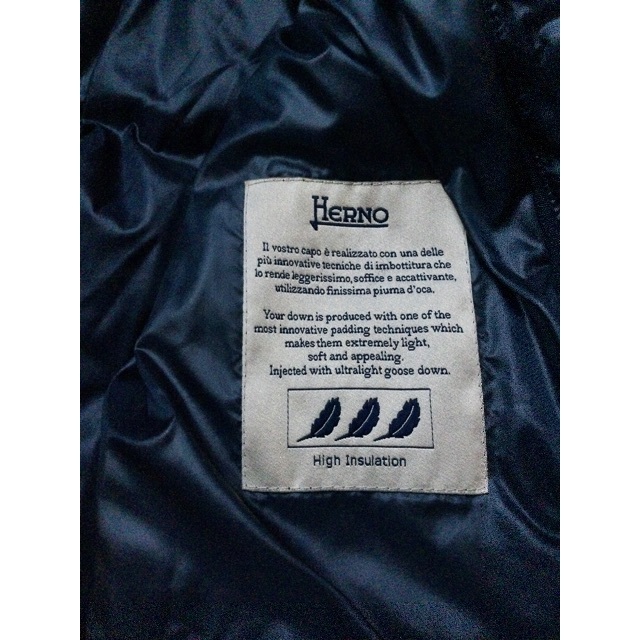 HERNO
Il vostro capo è realizzato con una delle
più innovative tecniche di imbottitura che
lo rende leggerissimo, soffice e accattivante,
utilizzando finissima piuma d'oca.
Your down is produced with one of the
most innovative padding techniques which
makes them extremely light,
soft and appealing.
Injected with ultralight goose down.
High Insulation